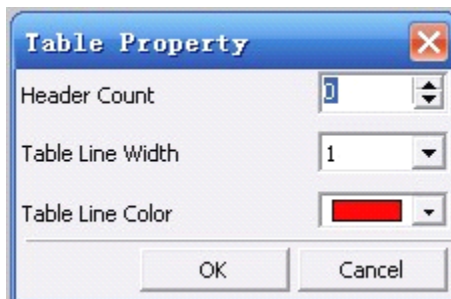 Table Property
Header Count 0
Table Line Width 1
Table Line Color
OK Cancel